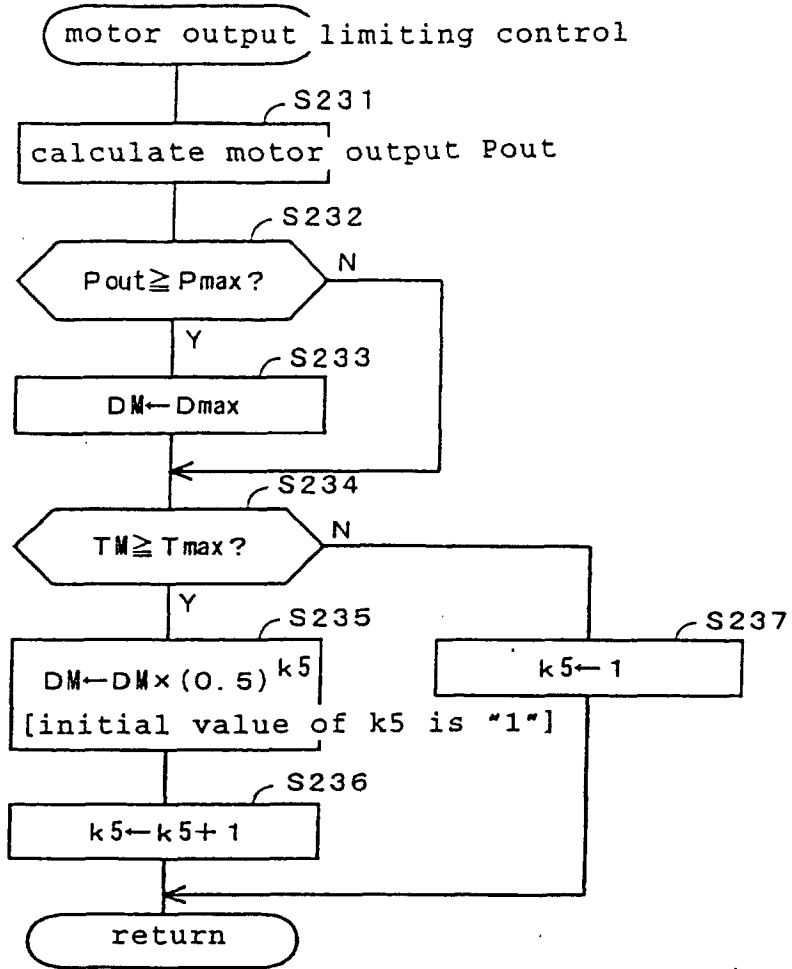 motor output limiting control
S231
calculate motor output Pout
S232
Pout≧Pmax?
N
Y
S233
DM←Dmax
S234
TM≧Tmax?
N
Y
S235
DM←DM×(0.5)^k5
[initial value of k5 is "1"]
S237
k5←1
S236
k5←k5+1
return